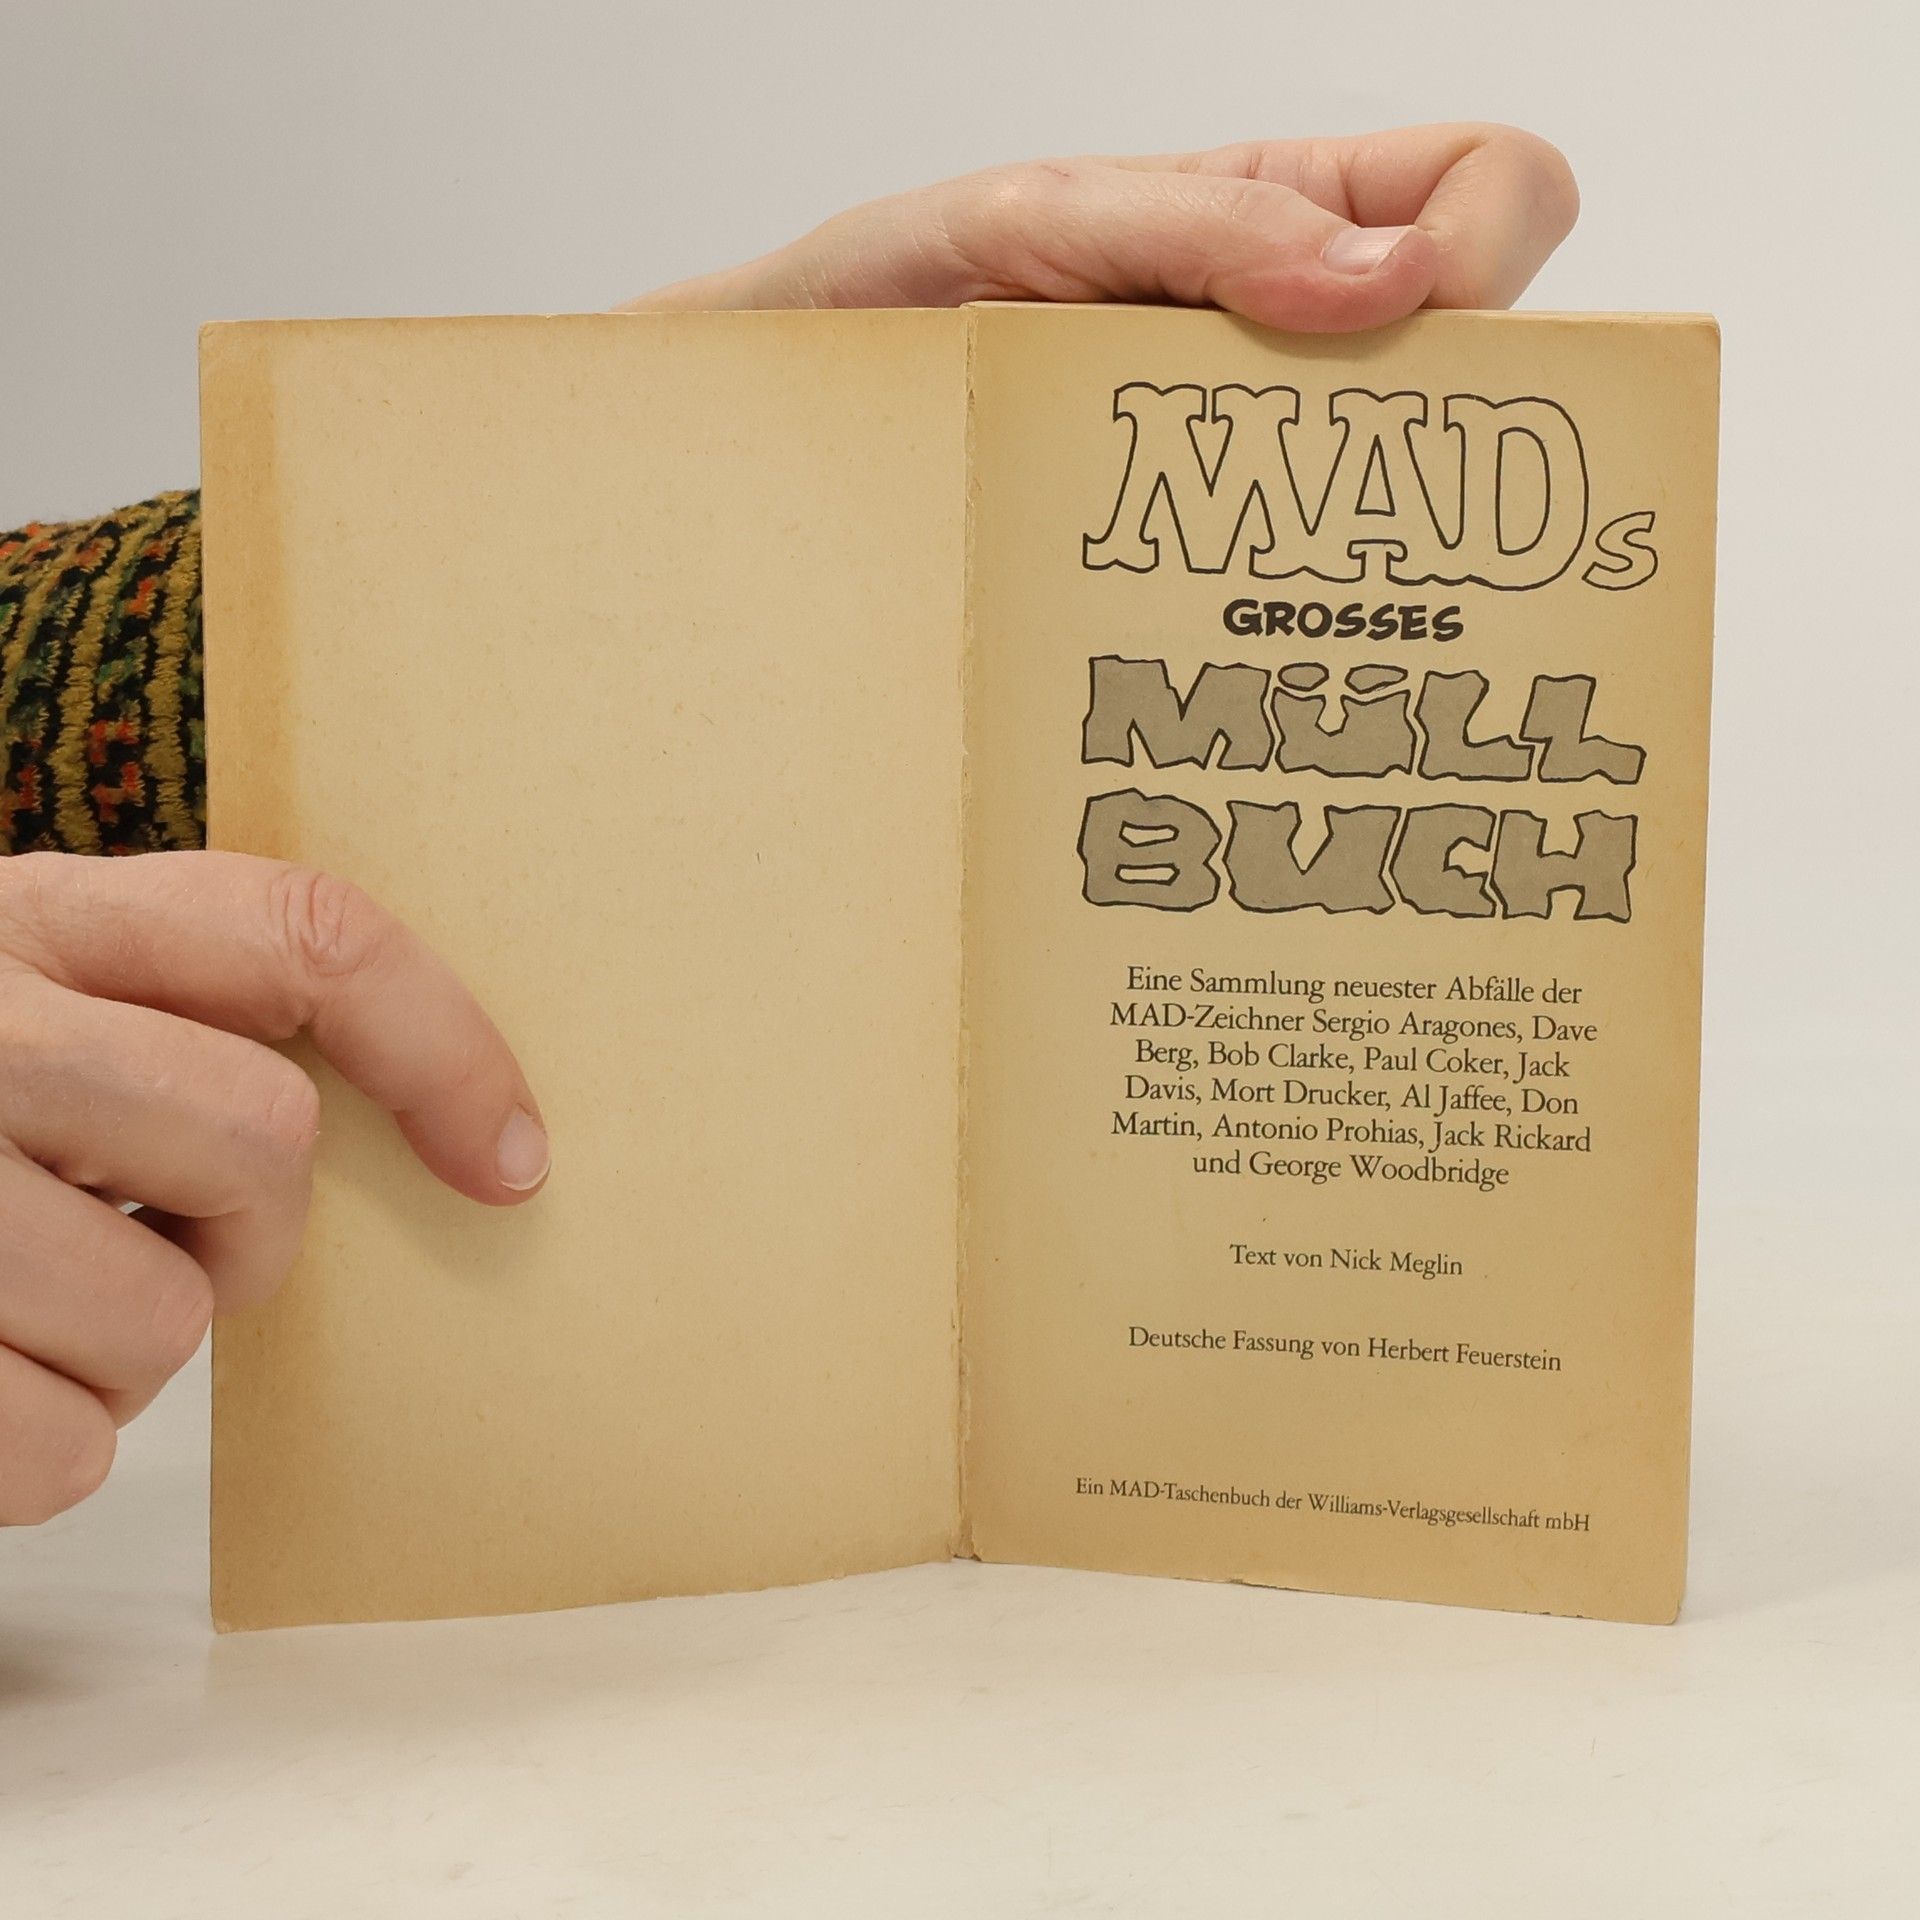 MADs
GROSSES
MÜLL
BUCH
Eine Sammlung neuester Abfälle der
MAD-Zeichner Sergio Aragones, Dave
Berg, Bob Clarke, Paul Coker, Jack
Davis, Mort Drucker, Al Jaffee, Don
Martin, Antonio Prohias, Jack Rickard
und George Woodbridge
Text von Nick Meglin
Deutsche Fassung von Herbert Feuerstein
Ein MAD-Taschenbuch der Williams-Verlagsgesellschaft mbH